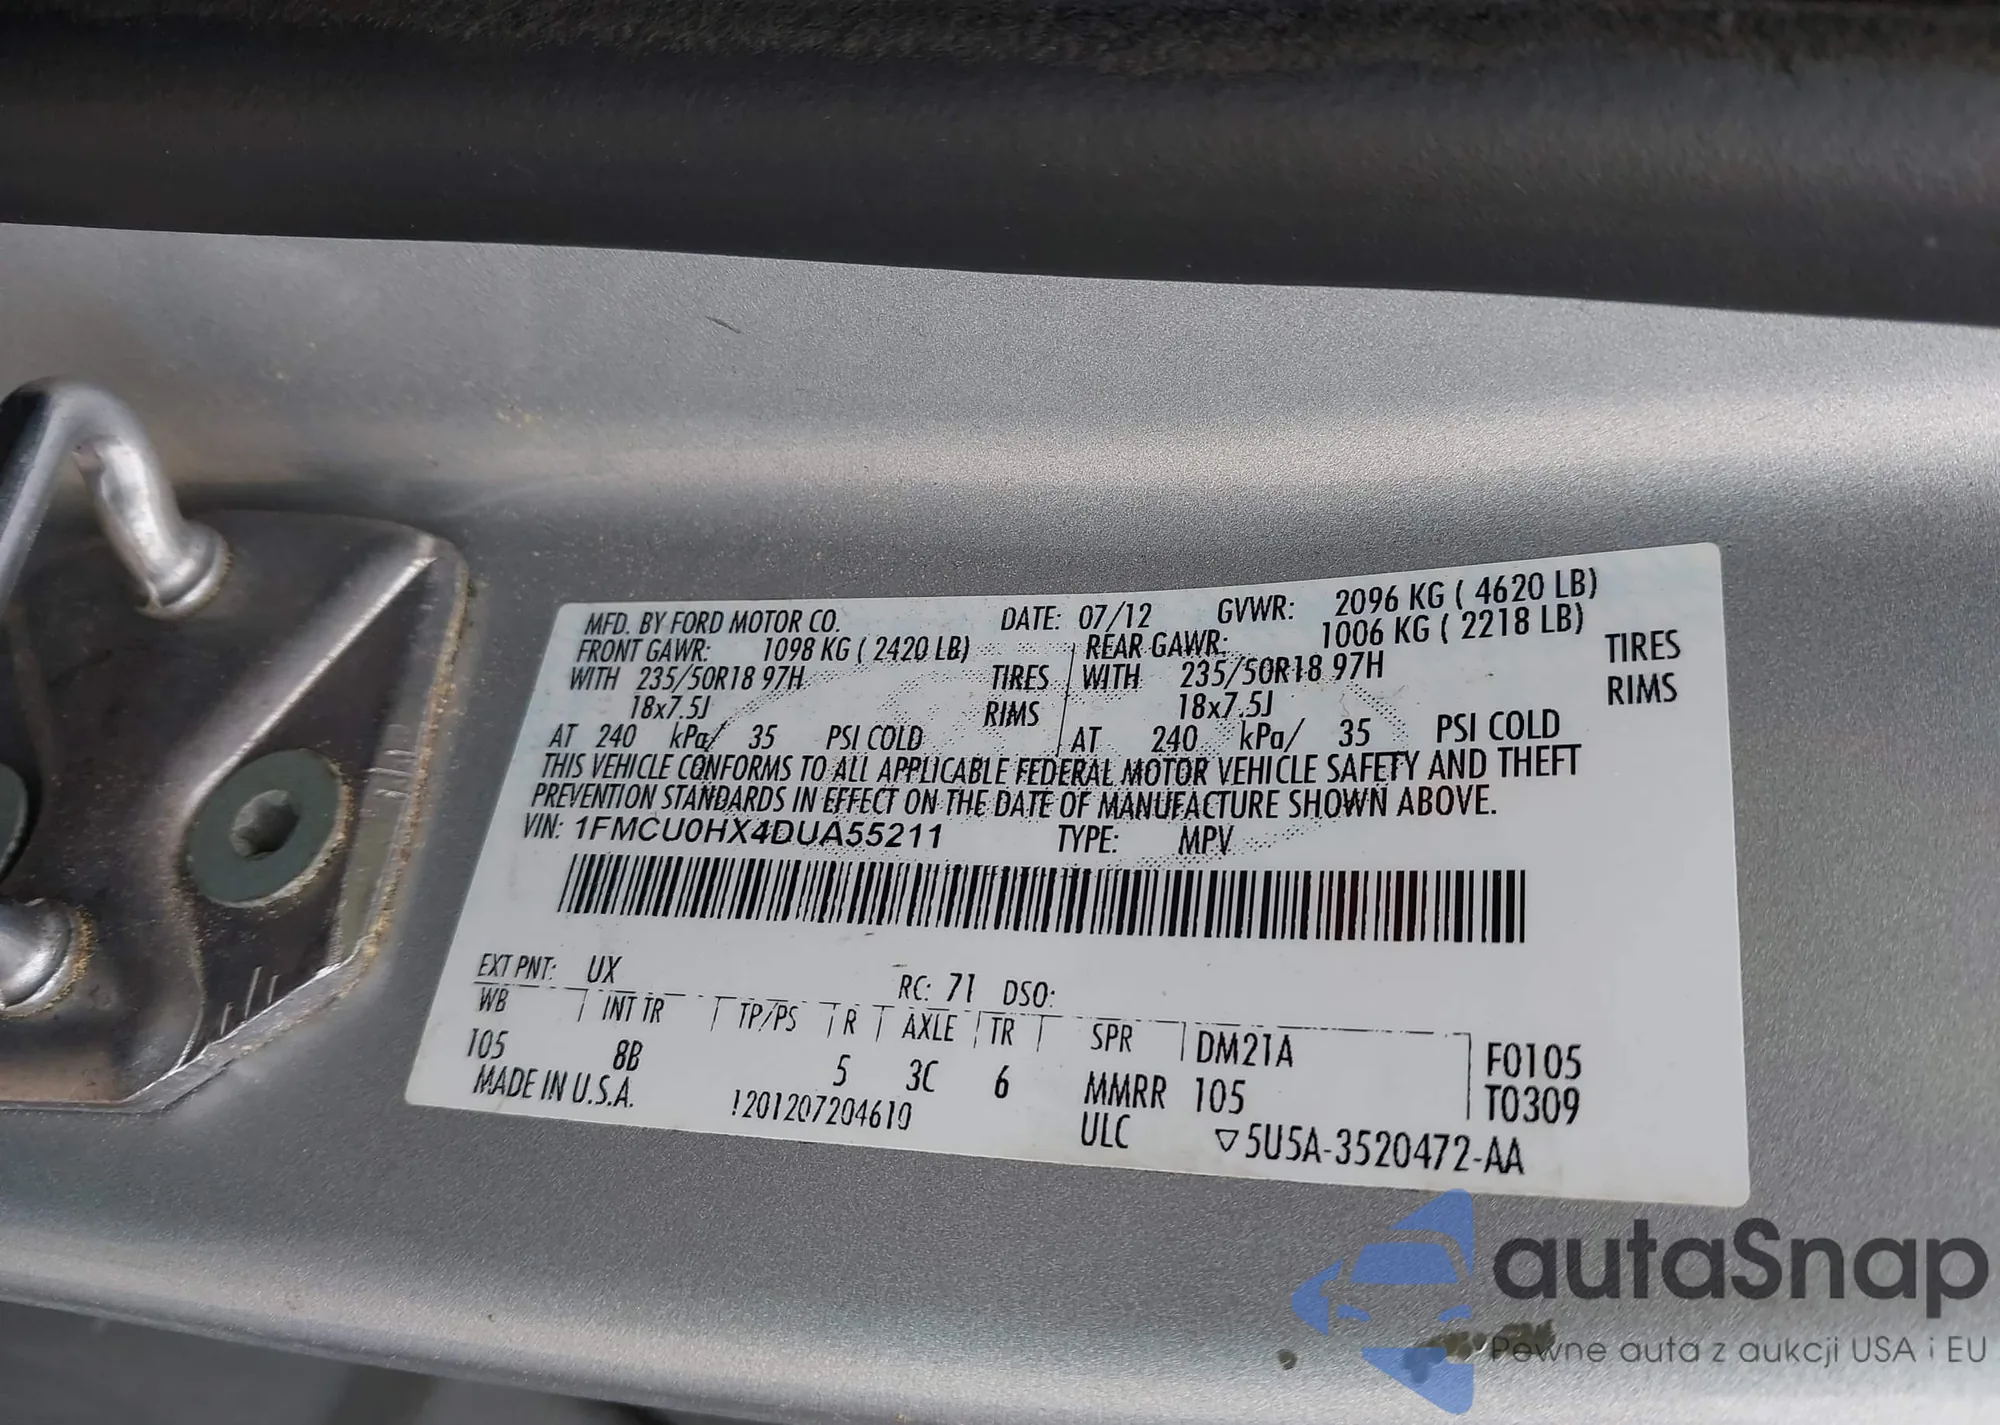 MFD. BY FORD MOTOR CO. DATE: 07/12 GVWR: 2096 KG ( 4620 LB)
FRONT GAWR: 1098 KG ( 2420 LB) REAR GAWR: 1006 KG ( 2218 LB)
WITH 235/50R18 97H TIRES WITH 235/50R18 97H TIRES
18x7.5J RIMS 18x7.5J RIMS
AT 240 kPa/ 35 PSI COLD AT 240 kPa/ 35 PSI COLD
THIS VEHICLE CONFORMS TO ALL APPLICABLE FEDERAL MOTOR VEHICLE SAFETY AND THEFT
PREVENTION STANDARDS IN EFFECT ON THE DATE OF MANUFACTURE SHOWN ABOVE.
VIN: 1FMCU0HX4DUA55211 TYPE: MPV
EXT PNT: UX RC: 71 DSO:
WB INT TR TP/PS R AXLE TR SPR DM21A F0105
105 8B 5 3C 6 MMRR 105 T0309
MADE IN U.S.A. !201207204610 ULC ▽5U5A-3520472-AA
autaSnap
Pewne auta z aukcji USA i EU